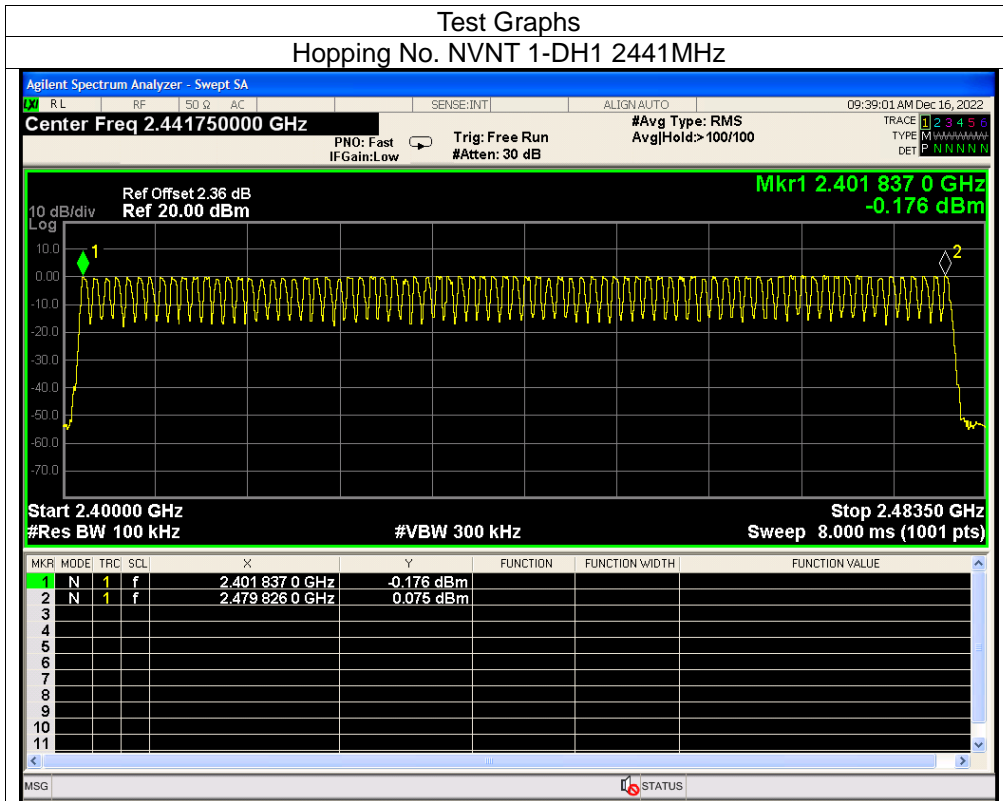 Test Graphs
Hopping No. NVNT 1-DH1 2441MHz
Agilent Spectrum Analyzer - Swept SA
LXI RL RF 50 Ω AC SENSE:INT ALIGN AUTO 09:39:01 AM Dec 16, 2022
Center Freq 2.441750000 GHz #Avg Type: RMS TRACE 1 2 3 4 5 6
PNO: Fast Trig: Free Run Avg|Hold:>100/100 TYPE M WWWWW
IFGain:Low #Atten: 30 dB DET P N N N N N
Mkr1 2.401 837 0 GHz
Ref Offset 2.36 dB
10 dB/div Ref 20.00 dBm -0.176 dBm
Log
10.0
1
2
0.00
-10.0
-20.0
-30.0
-40.0
-50.0
-60.0
-70.0
Start 2.40000 GHz Stop 2.48350 GHz
#Res BW 100 kHz #VBW 300 kHz Sweep 8.000 ms (1001 pts)
MKR MODE TRC SCL X Y FUNCTION FUNCTION WIDTH FUNCTION VALUE
1 N 1 f 2.401 837 0 GHz -0.176 dBm
2 N 1 f 2.479 826 0 GHz 0.075 dBm
3
4
5
6
7
8
9
10
11
MSG STATUS